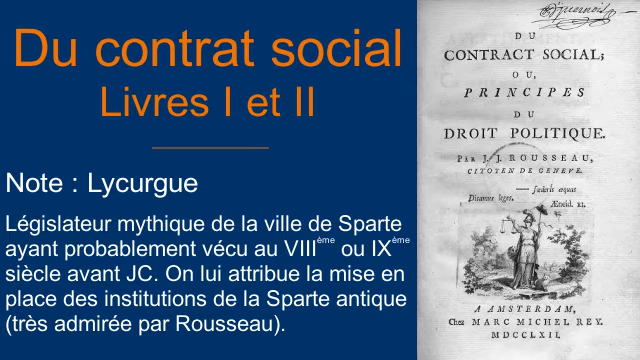 Du contrat social
Livres I et II
Note : Lycurgue
Législateur mythique de la ville de Sparte
ayant probablement vécu au VIIIème ou IXème
siècle avant JC. On lui attribue la mise en
place des institutions de la Sparte antique
(très admirée par Rousseau).
DU
CONTRACT SOCIAL;
OU,
PRINCIPES
DU
DROIT POLITIQUE.
PAR J. J. ROUSSEAU,
CITOYEN DE GENEVE.
— fœderis æquas
Dicamus leges.
Æneid. XI.
A AMSTERDAM,
Chez MARC MICHEL REY.
MDCCLXII.